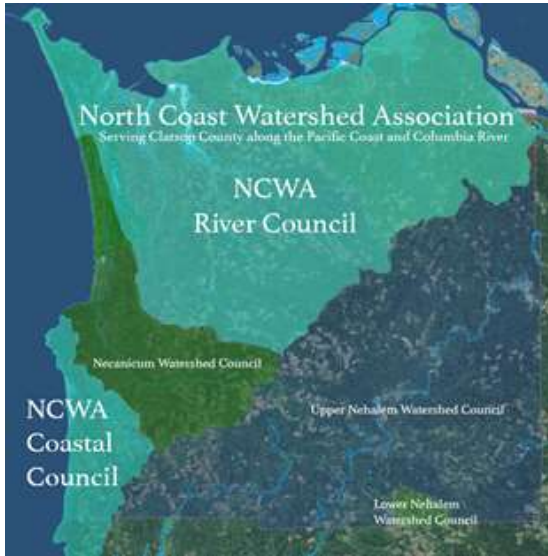 North Coast Watershed Association
Serving Clatsop County along the Pacific Coast and Columbia River
NCWA
River Council
Necanicum Watershed Council
NCWA
Coastal
Council
Upper Nehalem Watershed Council
Lower Nehalem
Watershed Council